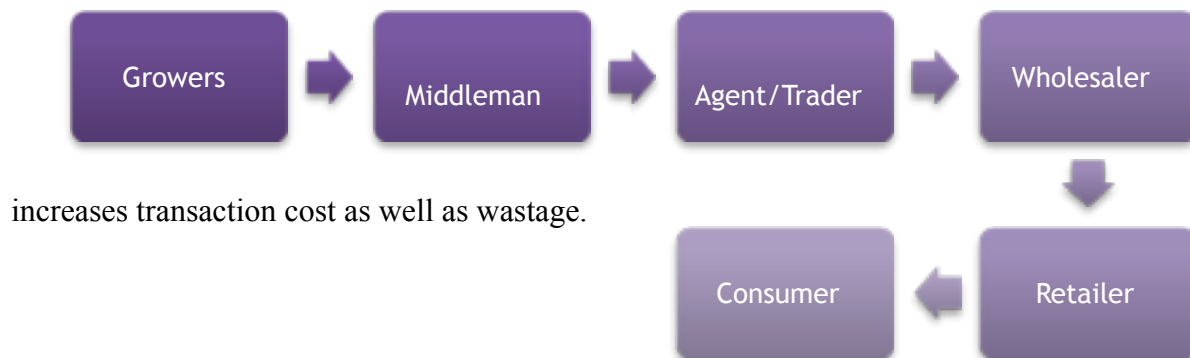 Growers
Middleman
Agent/Trader
Wholesaler
increases transaction cost as well as wastage.
Consumer
Retailer